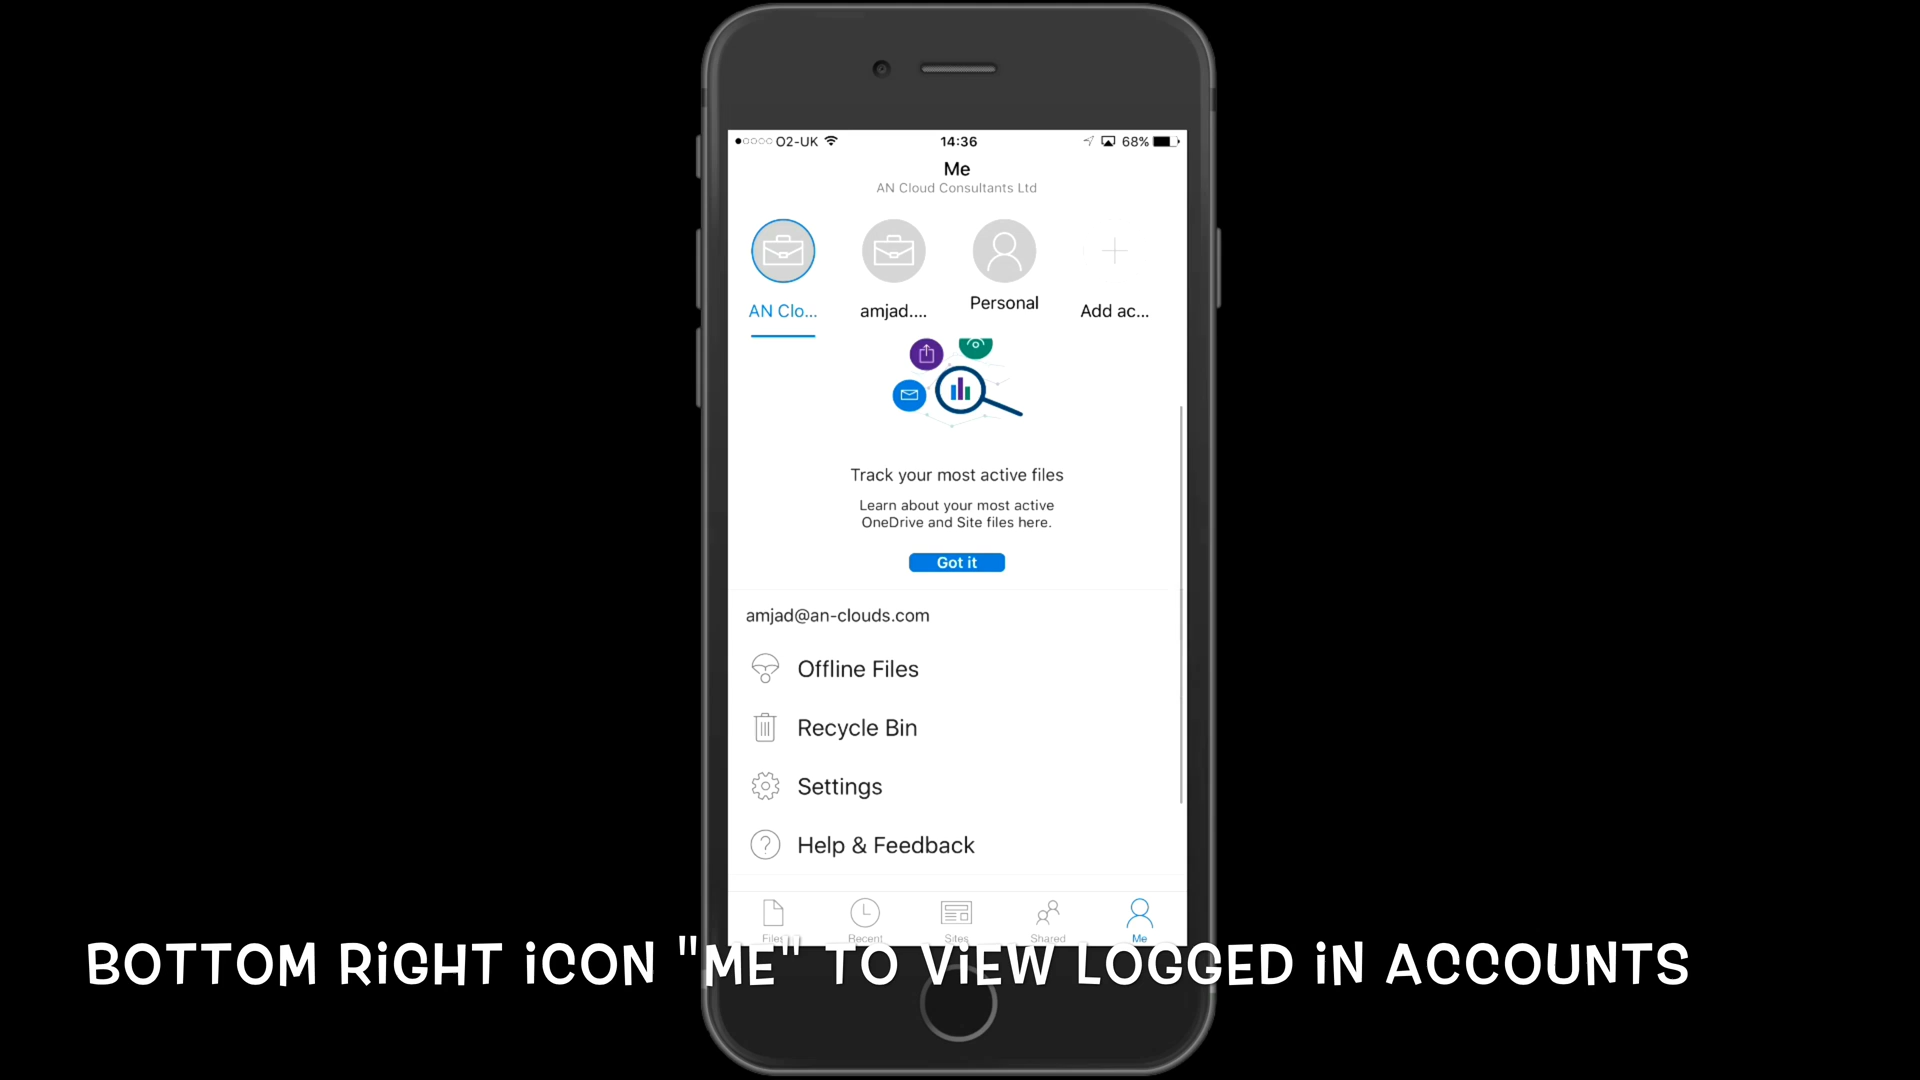 O2-UK
14:36
68%
Me
AN Cloud Consultants Ltd
AN Clo...
amjad....
Personal
Add ac...
Track your most active files
Learn about your most active
OneDrive and Site files here.
Got it
amjad@an-clouds.com
Offline Files
Recycle Bin
Settings
Help & Feedback
Files
Recent
Sites
Shared
Me
BOTTOM RIGHT ICON "ME" TO VIEW LOGGED IN ACCOUNTS